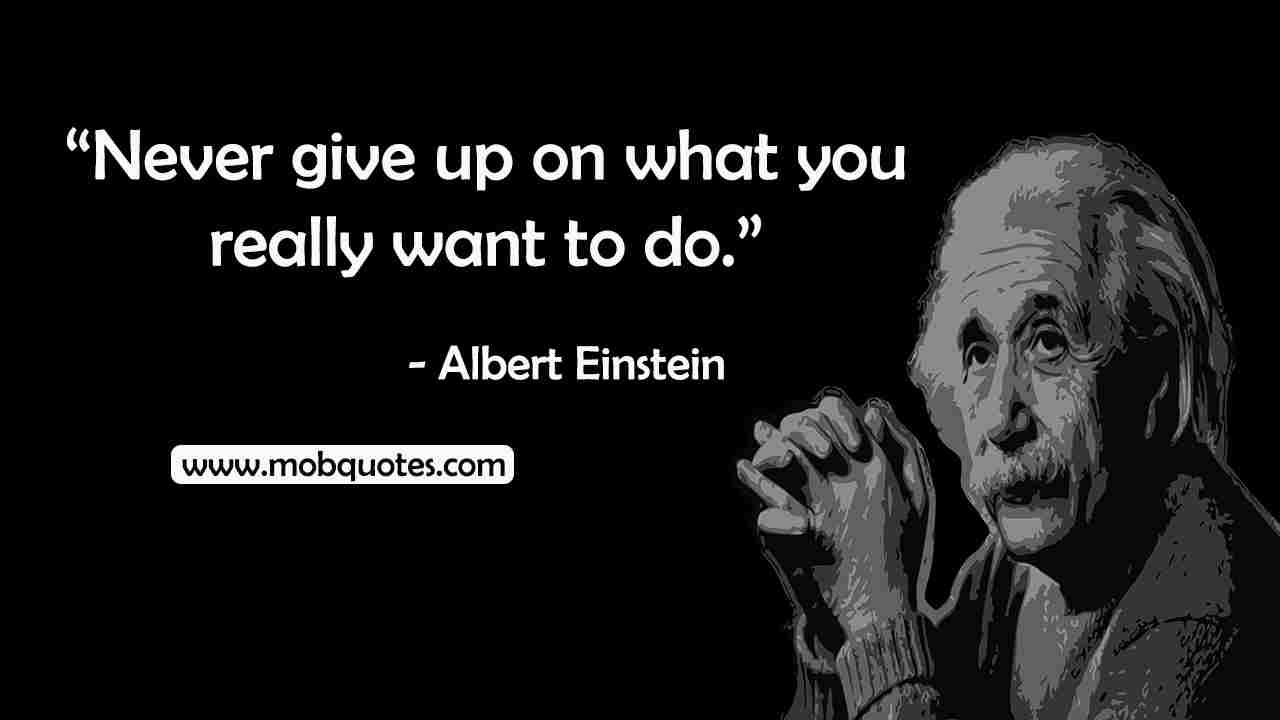 “Never give up on what you
really want to do.”
- Albert Einstein
www.mobquotes.com